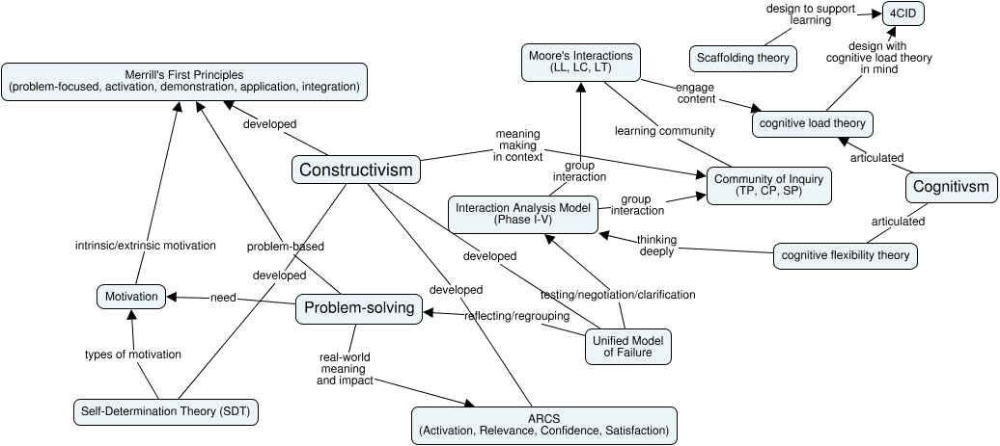 design to support
learning
4CID
Moore's Interactions
(LL, LC, LT)
Scaffolding theory
design with
cognitive load theory
in mind
Merrill's First Principles
(problem-focused, activation, demonstration, application, integration)
engage
content
developed
cognitive load theory
learning community
meaning
making
in context
articulated
Constructivism
group
interaction
Community of Inquiry
(TP, CP, SP)
Cognitivsm
Interaction Analysis Model
(Phase I-V)
group
interaction
articulated
intrinsic/extrinsic motivation
problem-based
thinking
deeply
developed
cognitive flexibility theory
developed
Motivation
need
developed
testing/negotiation/clarification
Problem-solving
reflecting/regrouping
types of motivation
Unified Model
of Failure
real-world
meaning
and impact
Self-Determination Theory (SDT)
ARCS
(Activation, Relevance, Confidence, Satisfaction)